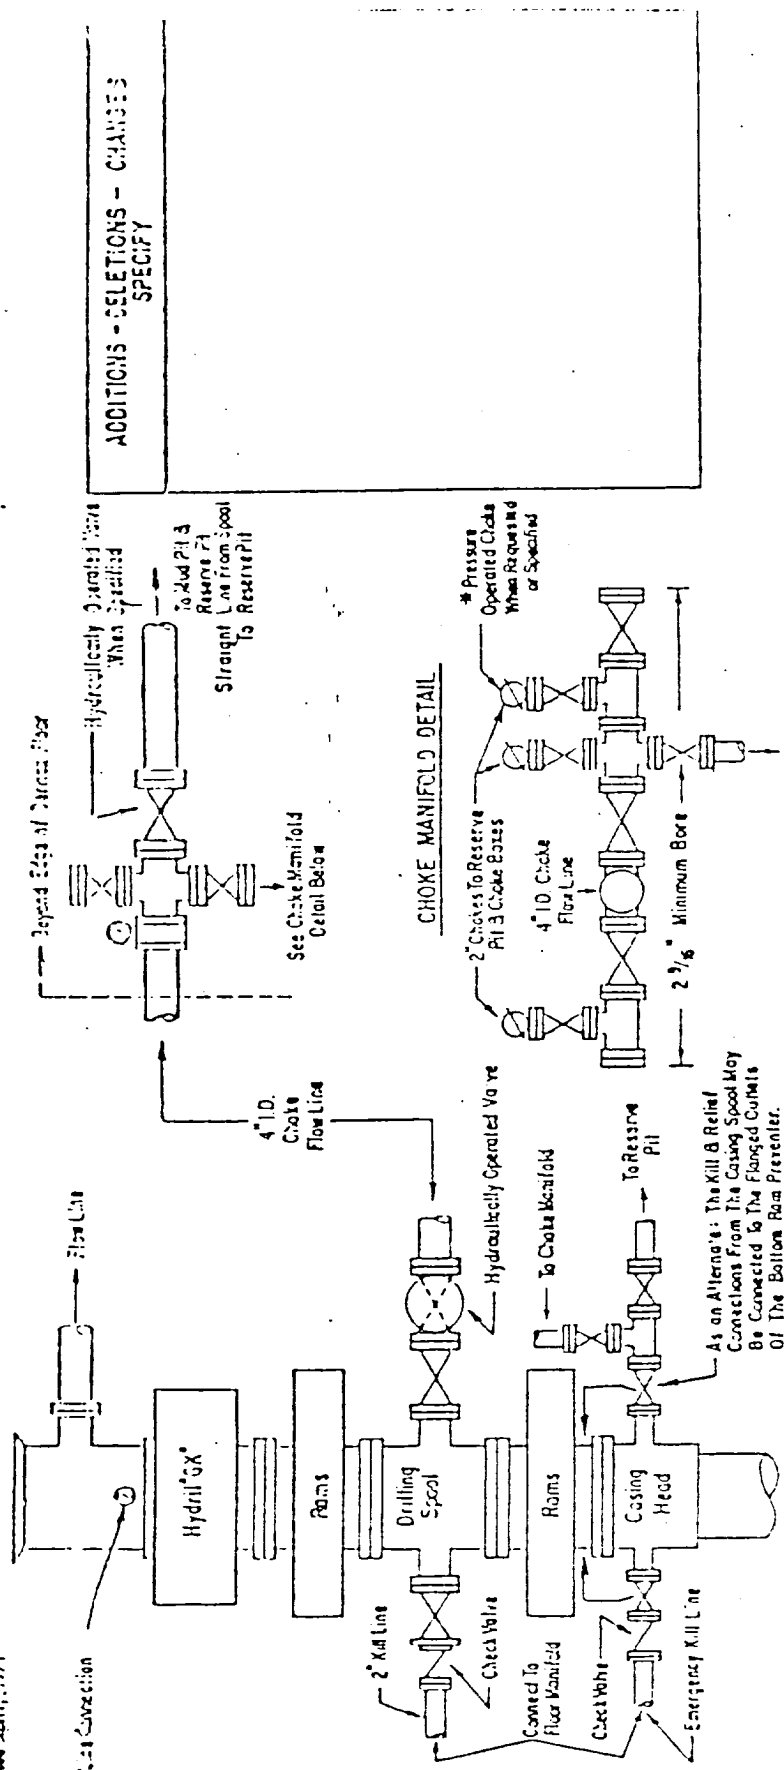 ADDITIONS - DELETIONS - CHANGES
SPECIFY
Beyond Edge of Derrick Floor
Hydraulically Operated Valve
When Specified
To Mud Pit &
Reserve Pit
Straight Line From Spool
To Reserve Pit
See Choke Manifold
Detail Below
4" I.D.
Choke
Flow Line
Flow Line
Connection
Hydril "GX"
Rams
Drilling
Spool
Hydraulically Operated Valve
2" Kill Line
Check Valve
Rams
Connect To
Floor Manifold
Casing
Head
Check Valve
Emergency Kill Line
To Choke Manifold
To Reserve
Pit
As an Alternate: The Kill & Relief
Connections From The Casing Spool May
Be Connected To The Flanged Outlets
Of The Bottom Ram Preventer.
CHOKE MANIFOLD DETAIL
2" Chokes To Reserve
Pit & Choke Boxes
* Pressure
Operated Choke
When Requested
or Specified
4" I.D. Choke
Flow Line
2 9/16" Minimum Bore